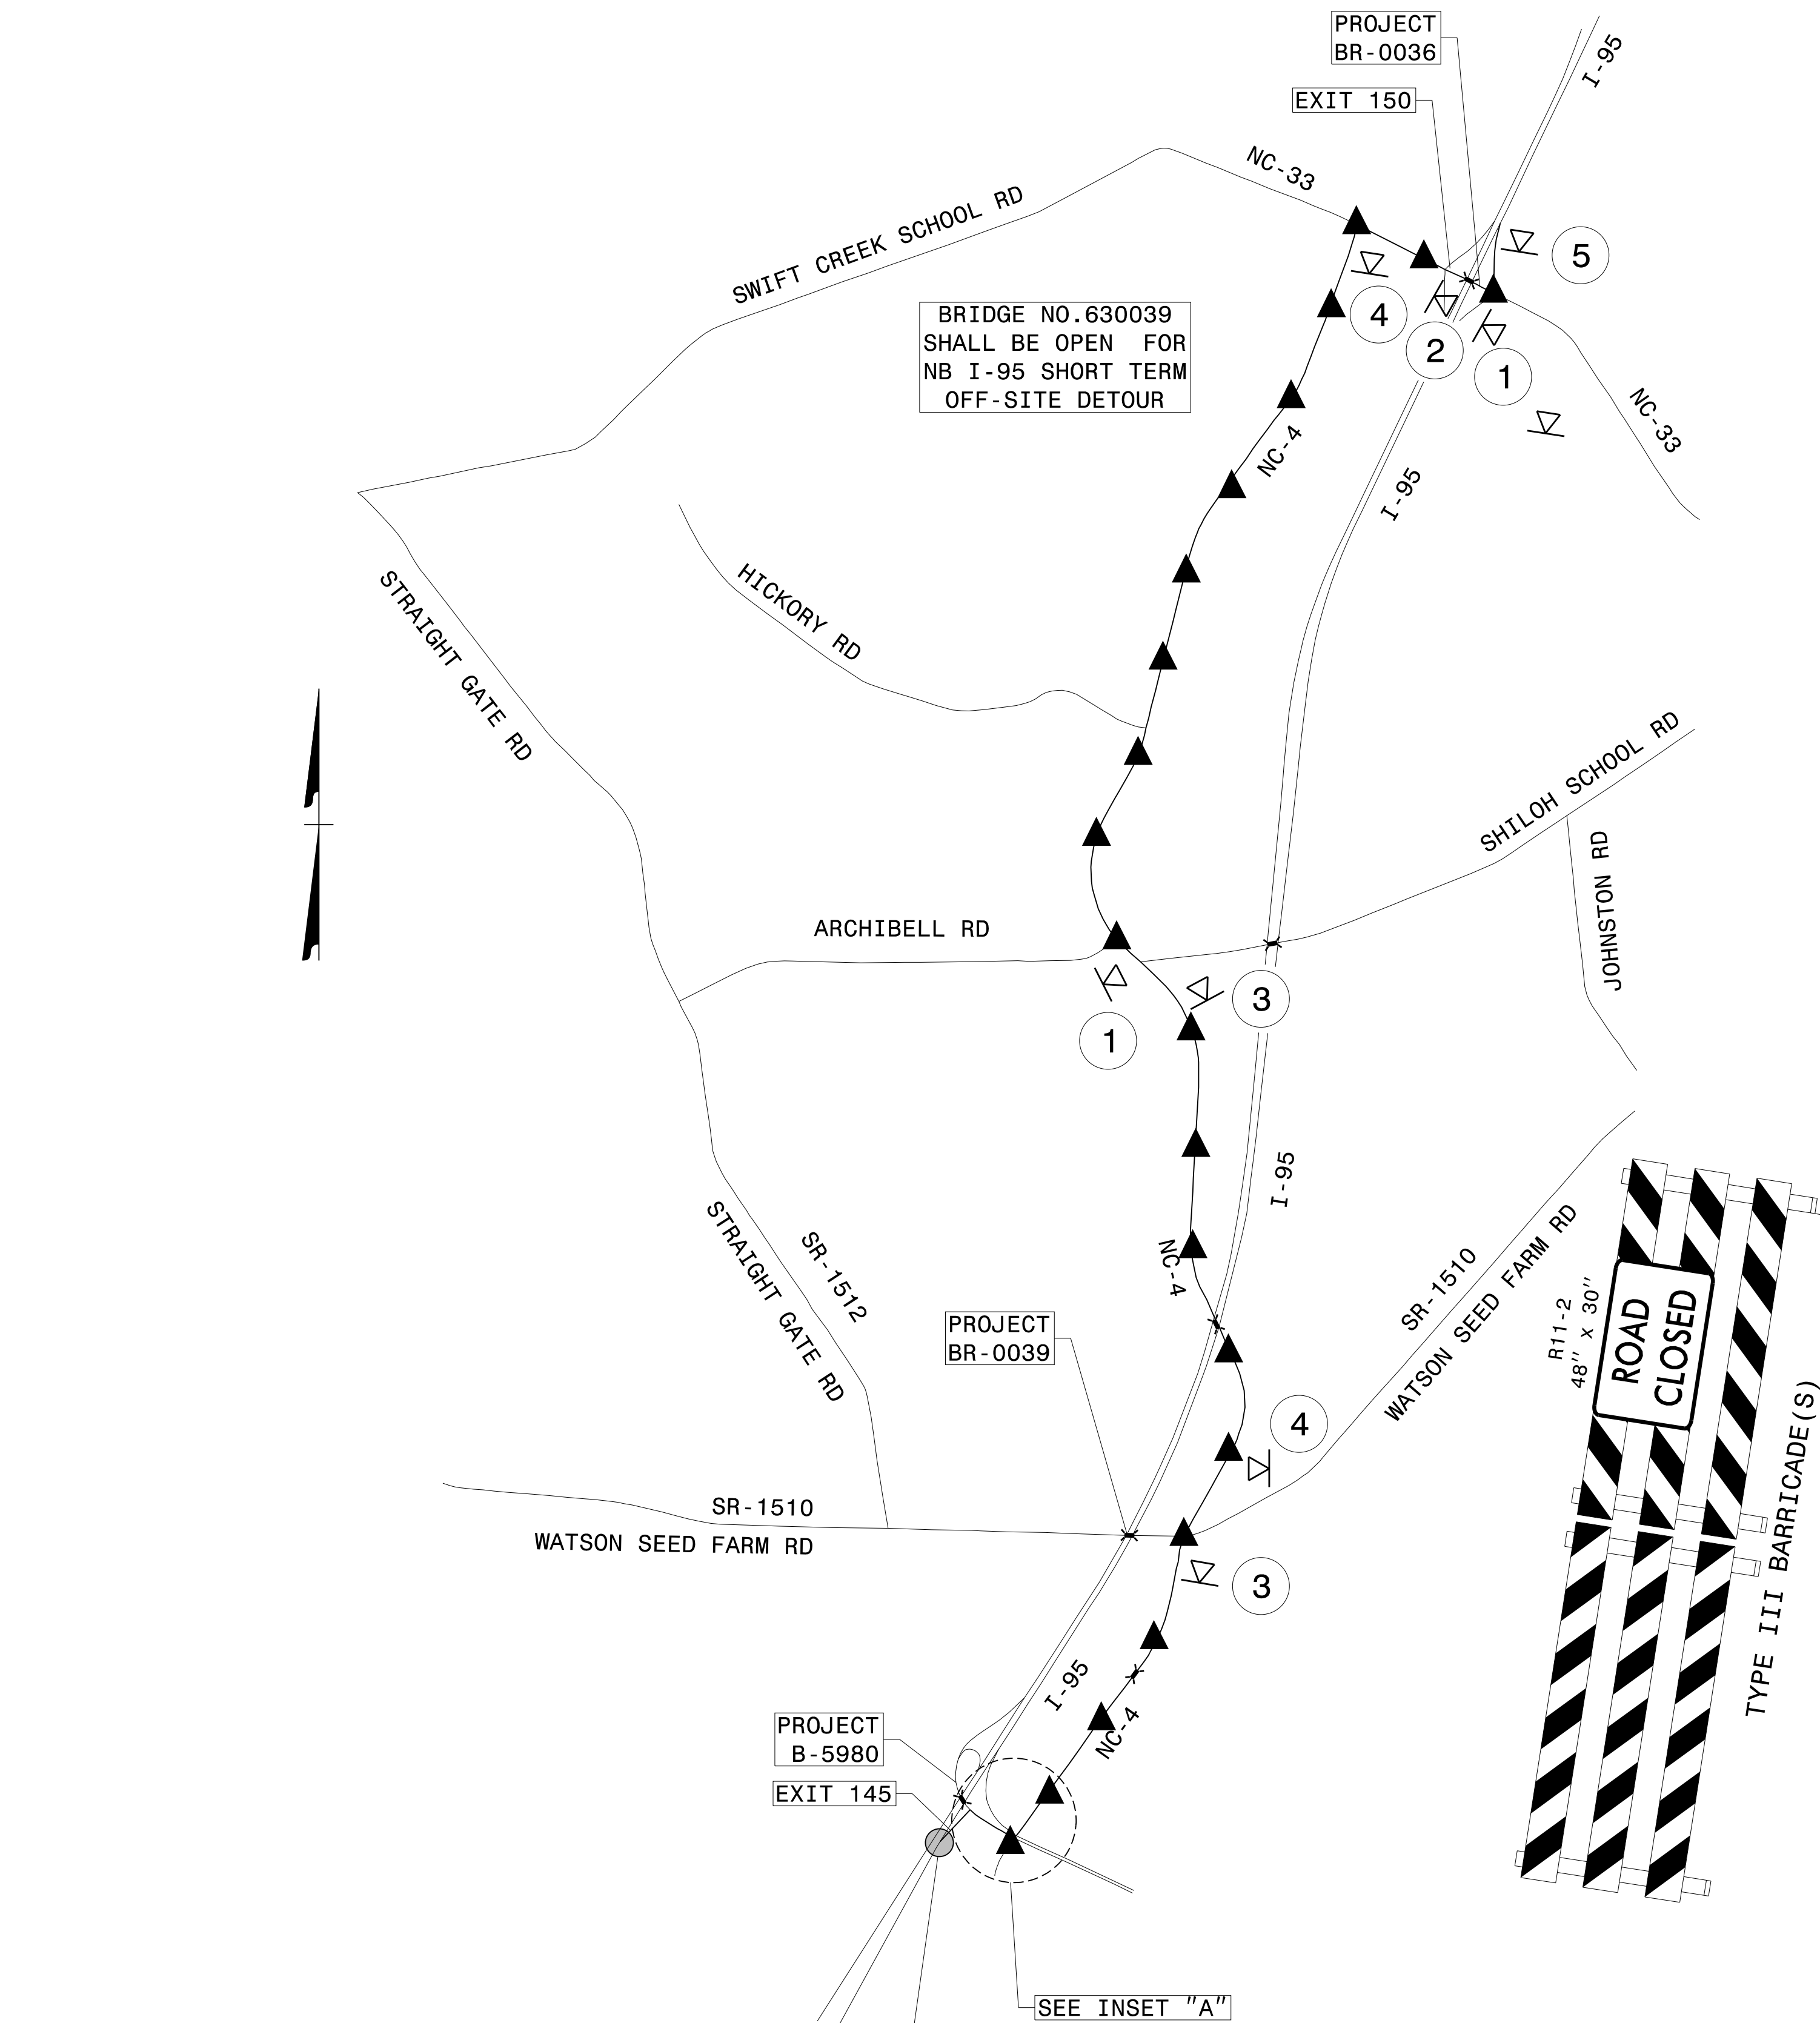 PROJECT
BR-0036
I-95
EXIT 150
NC-33
SWIFT CREEK SCHOOL RD
5
4
2
1
BRIDGE NO.630039
SHALL BE OPEN FOR
NB I-95 SHORT TERM
OFF-SITE DETOUR
NC-33
NC-4
I-95
HICKORY RD
STRAIGHT GATE RD
SHILOH SCHOOL RD
JOHNSTON RD
ARCHIBELL RD
3
1
I-95
NC-4
SR-1512
STRAIGHT GATE RD
SR-1510
WATSON SEED FARM RD
R11-2
48" x 30"
ROAD
CLOSED
TYPE III BARRICADE(S)
PROJECT
BR-0039
4
SR-1510
WATSON SEED FARM RD
3
I-95
NC-4
PROJECT
B-5980
EXIT 145
SEE INSET "A"